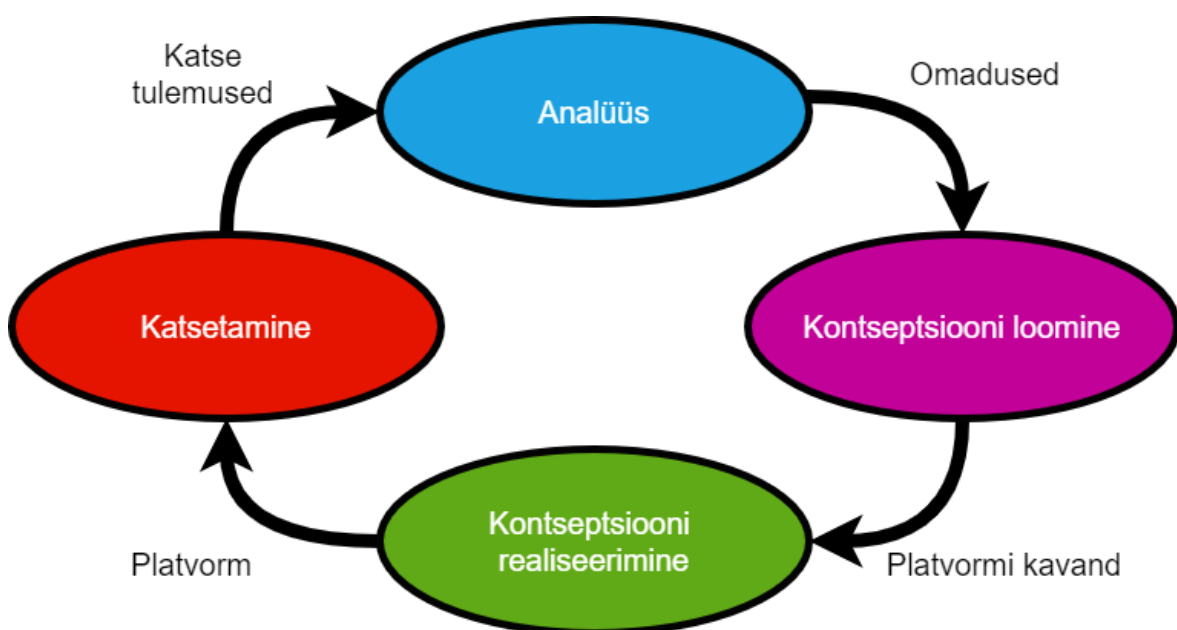 Katse
tulemused
Analüüs
Omadused
Katsetamine
Kontseptsiooni loomine
Kontseptsiooni
realiseerimine
Platvorm
Platvormi kavand